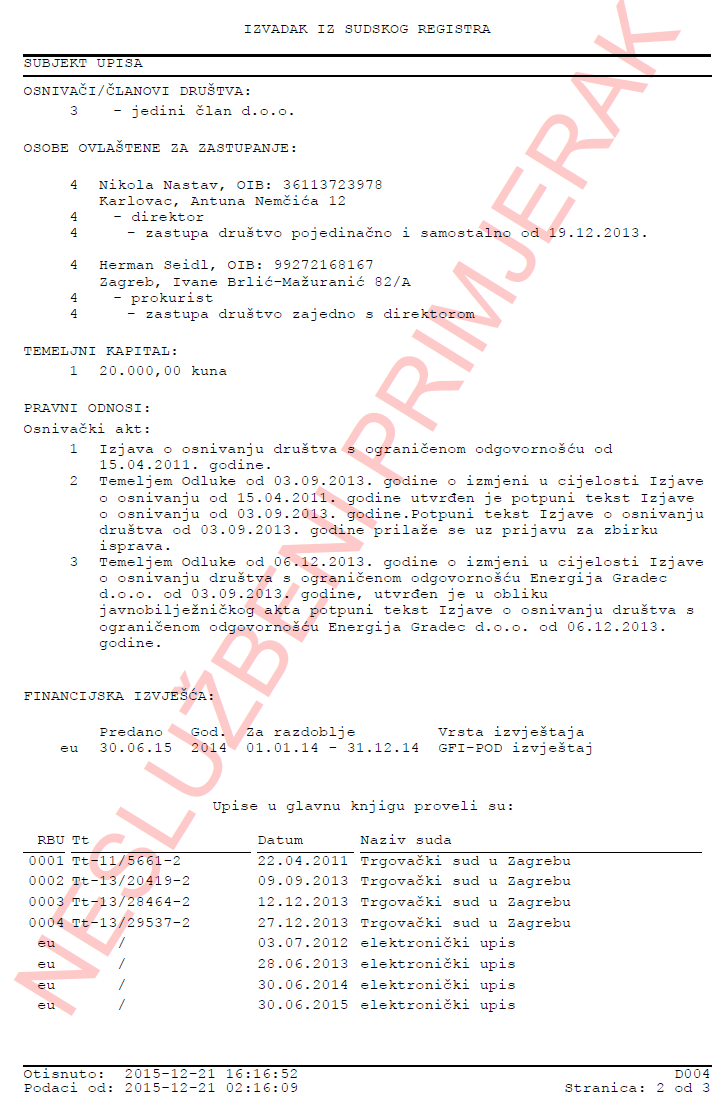 IZVADAK IZ SUDSKOG REGISTRA
SUBJEKT UPISA
OSNIVAČI/ČLANOVI DRUŠTVA:
3 - jedini član d.o.o.
OSOBE OVLAŠTENE ZA ZASTUPANJE:
4 Nikola Nastav, OIB: 36113723978
Karlovac, Antuna Nemčića 12
4 - direktor
4 - zastupa društvo pojedinačno i samostalno od 19.12.2013.
4 Herman Seidl, OIB: 99272168167
Zagreb, Ivane Brlić-Mažuranić 82/A
4 - prokurist
4 - zastupa društvo zajedno s direktorom
TEMELJNI KAPITAL:
1 20.000,00 kuna
PRAVNI ODNOSI:
Osnivački akt:
1 Izjava o osnivanju društva s ograničenom odgovornošću od
15.04.2011. godine.
2 Temeljem Odluke od 03.09.2013. godine o izmjeni u cijelosti Izjave
o osnivanju od 15.04.2011. godine utvrđen je potpuni tekst Izjave
o osnivanju od 03.09.2013. godine.Potpuni tekst Izjave o osnivanju
društva od 03.09.2013. godine prilaže se uz prijavu za zbirku
isprava.
3 Temeljem Odluke od 06.12.2013. godine o izmjeni u cijelosti Izjave
o osnivanju društva s ograničenom odgovornošću Energija Gradec
d.o.o. od 03.09.2013. godine, utvrđen je u obliku
javnobilježničkog akta potpuni tekst Izjave o osnivanju društva s
ograničenom odgovornošću Energija Gradec d.o.o. od 06.12.2013.
godine.
FINANCIJSKA IZVJEŠĆA:
Predano God. Za razdoblje Vrsta izvještaja
eu 30.06.15 2014 01.01.14 - 31.12.14 GFI-POD izvještaj
Upise u glavnu knjigu proveli su:
RBU Tt Datum Naziv suda
0001 Tt-11/5661-2 22.04.2011 Trgovački sud u Zagrebu
0002 Tt-13/20419-2 09.09.2013 Trgovački sud u Zagrebu
0003 Tt-13/28464-2 12.12.2013 Trgovački sud u Zagrebu
0004 Tt-13/29537-2 27.12.2013 Trgovački sud u Zagrebu
eu / 03.07.2012 elektronički upis
eu / 28.06.2013 elektronički upis
eu / 30.06.2014 elektronički upis
eu / 30.06.2015 elektronički upis
Otisnuto: 2015-12-21 16:16:52 D004
Podaci od: 2015-12-21 02:16:09 Stranica: 2 od 3
NESLUŽBENI PRIMJERAK